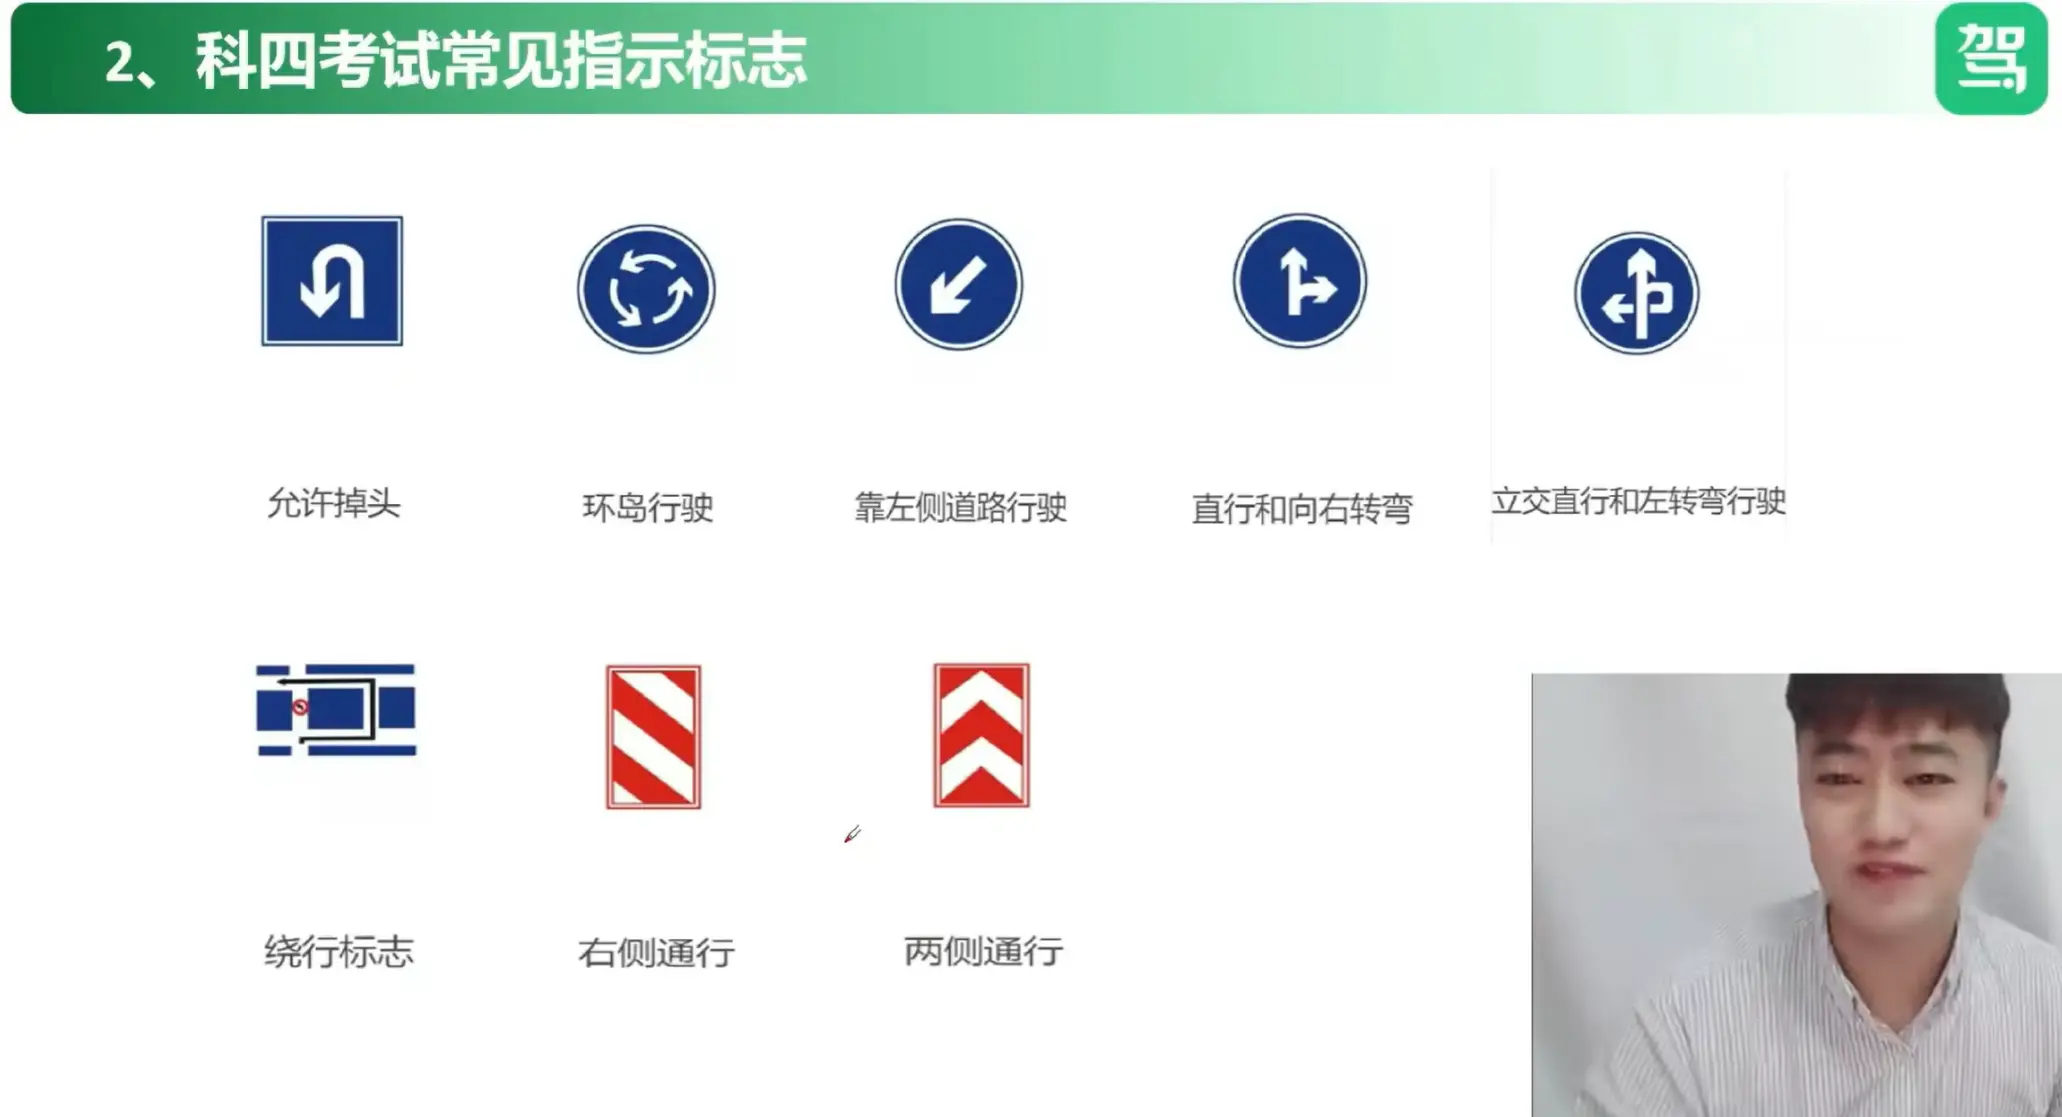 2、科四考试常见指示标志
驾
允许掉头
环岛行驶
靠左侧道路行驶
直行和向右转弯
立交直行和左转弯行驶
绕行标志
右侧通行
两侧通行